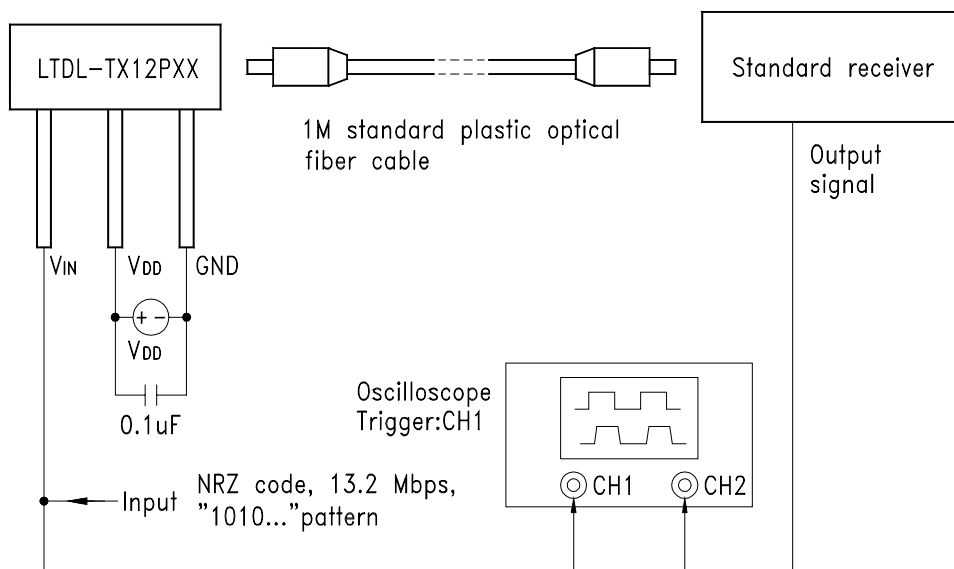 LTDL-TX12PXX
Standard receiver
1M standard plastic optical
fiber cable
Output
signal
VIN
VDD
GND
+ -
VDD
0.1uF
Oscilloscope
Trigger:CH1
CH1
CH2
Input
NRZ code, 13.2 Mbps,
"1010..."pattern